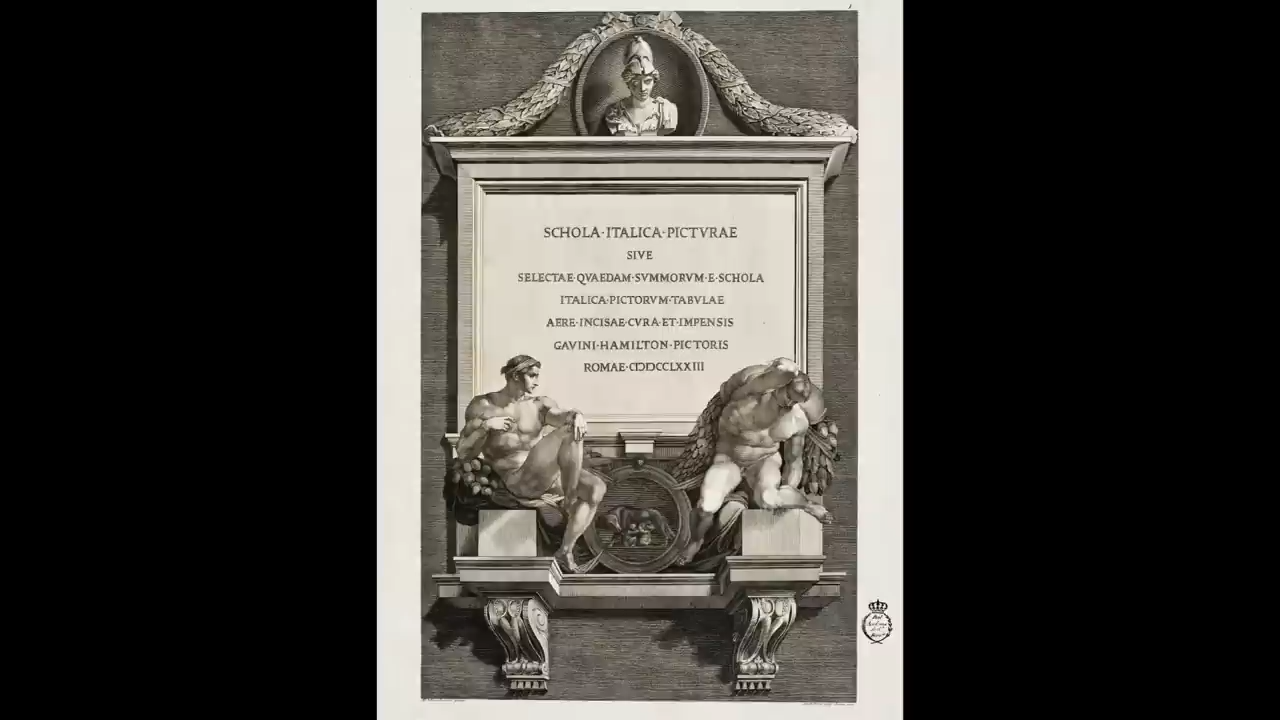 SCHOLA·ITALICA·PICTVRAE
SIVE
SELECTAE·QVAEDAM·SVMMORVM·E·SCHOLA
ITALICA·PICTORVM·TABVLAE
AERE·INCISAE·CVRA·ET·IMPENSIS
GAVINI·HAMILTON·PICTORIS
ROMAE·CIƆIƆCCLXXIII